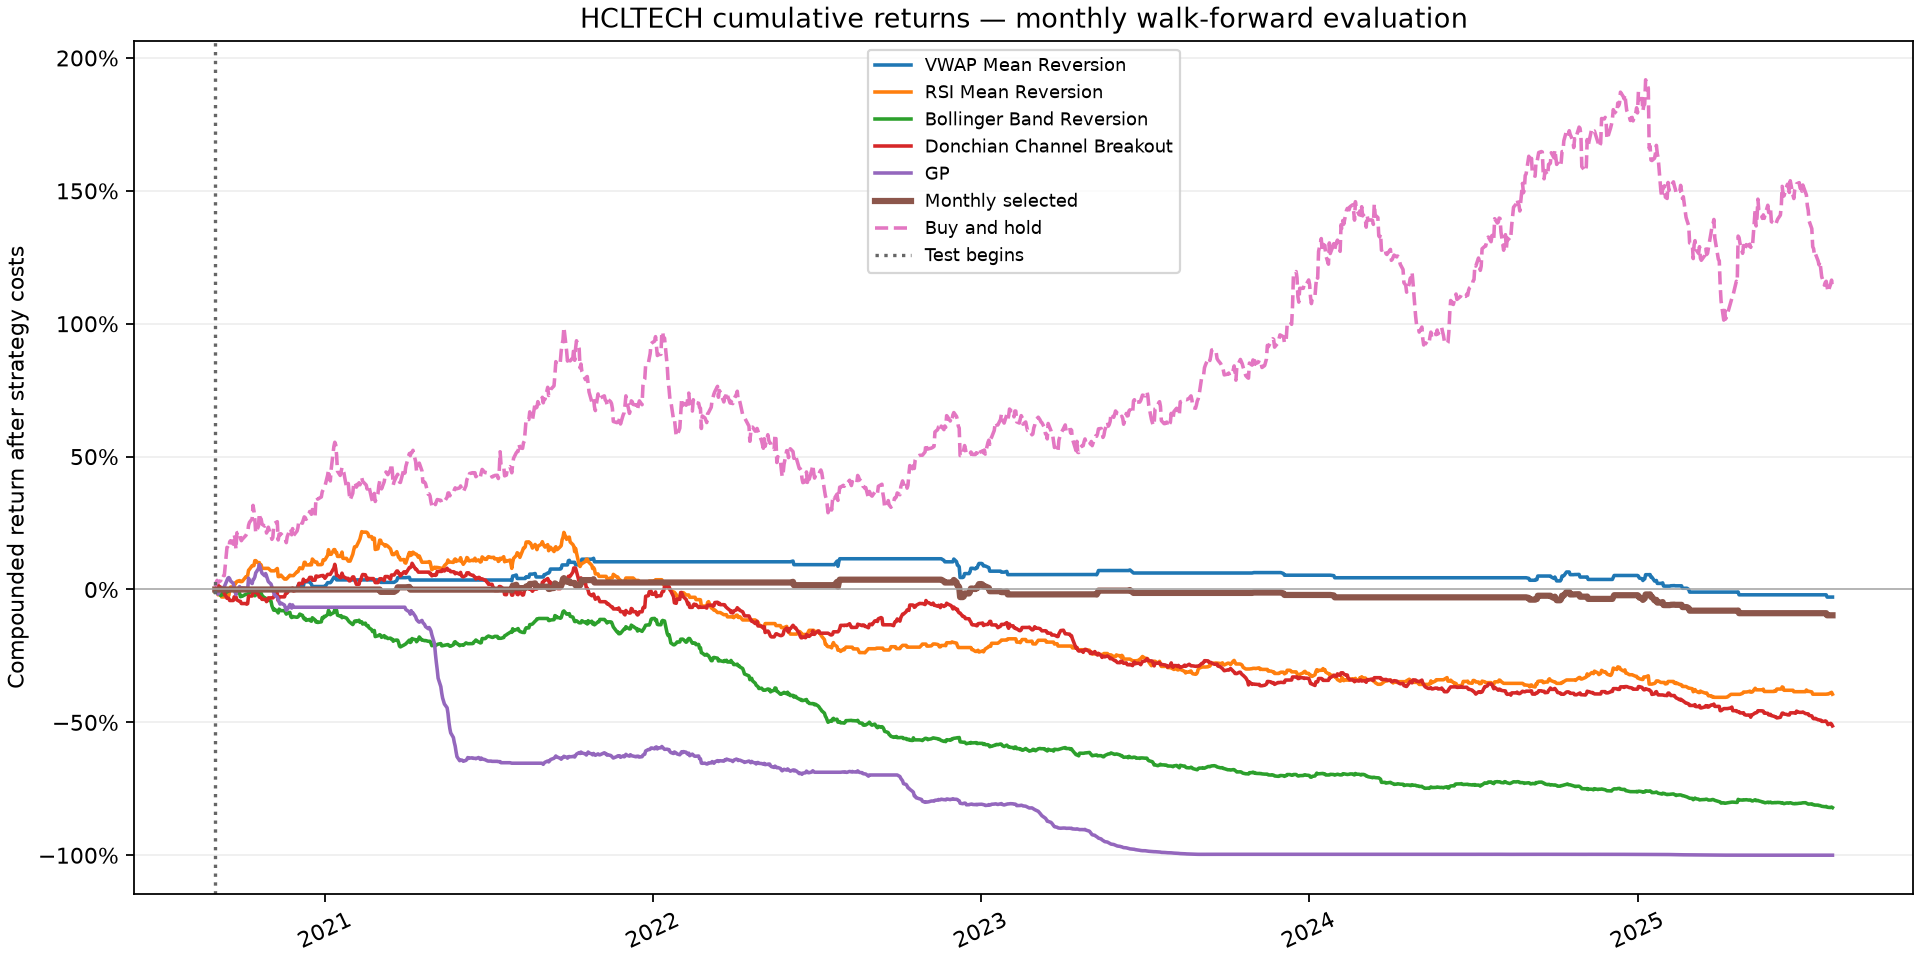 HCLTECH cumulative returns — monthly walk-forward evaluation
Compounded return after strategy costs
200%
150%
100%
50%
0%
−50%
−100%
VWAP Mean Reversion
RSI Mean Reversion
Bollinger Band Reversion
Donchian Channel Breakout
GP
Monthly selected
Buy and hold
Test begins
2021
2022
2023
2024
2025